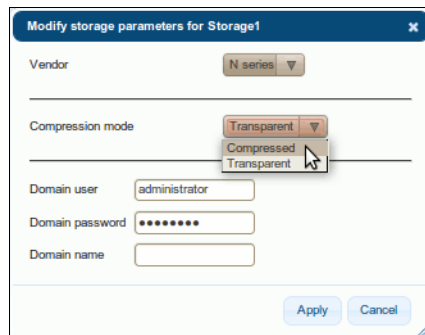 Modify storage parameters for Storage1
Vendor
N series
Compression mode
Transparent
Compressed
Transparent
Domain user
administrator
Domain password
••••••••
Domain name
Apply
Cancel